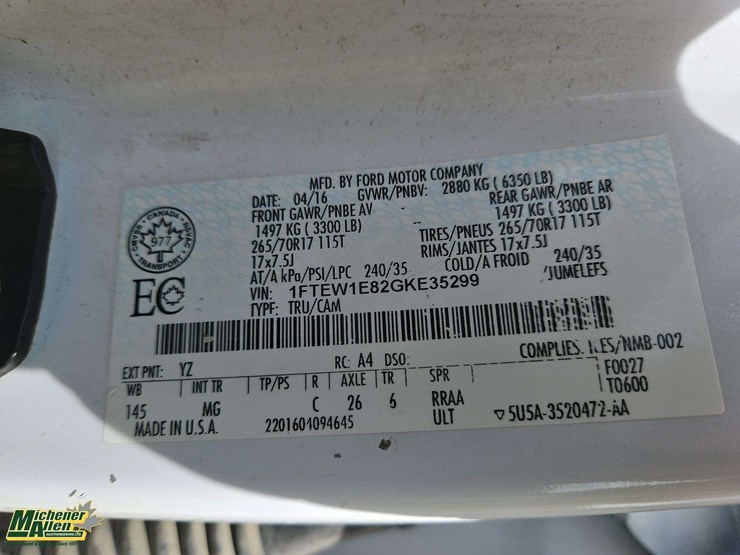 MFD. BY FORD MOTOR COMPANY
DATE: 04/16 GVWR/PNBV: 2880 KG ( 6350 LB)
FRONT GAWR/PNBE AV REAR GAWR/PNBE AR
1497 KG ( 3300 LB) 1497 KG ( 3300 LB)
265/70R17 115T TIRES/PNEUS 265/70R17 115T
17x7.5J RIMS/JANTES 17x7.5J
AT/A kPa/PSI/LPC 240/35 COLD/A FROID 240/35
VIN: 1FTEW1E82GKE35299 'JUMELEFS
TYPE: TRU/CAM
CANADA
977
TRANSPORT
EC
COMPLIES. /NMB-002
EXT PNT: YZ RC: A4 DSO: F0027
WB INT TR TP/PS R AXLE TR SPR T0600
145 MG C 26 6 RRAA
ULT 5U5A-3520472-AA
MADE IN U.S.A. 2201604094645
Michener
Allen
AUCTIONEERING LTD.